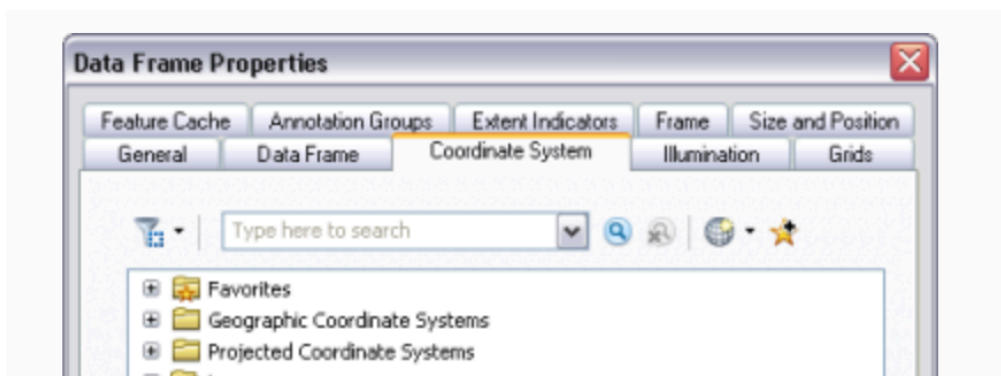 Data Frame Properties
Feature Cache Annotation Groups Extent Indicators Frame Size and Position
General Data Frame Coordinate System Illumination Grids
Type here to search
Favorites
Geographic Coordinate Systems
Projected Coordinate Systems